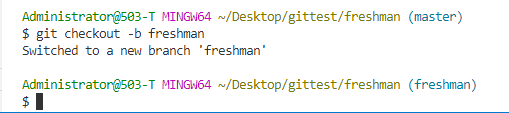 Administrator@503-T MINGW64 ~/Desktop/gittest/freshman (master)
$ git checkout -b freshman
Switched to a new branch 'freshman'
Administrator@503-T MINGW64 ~/Desktop/gittest/freshman (freshman)
$